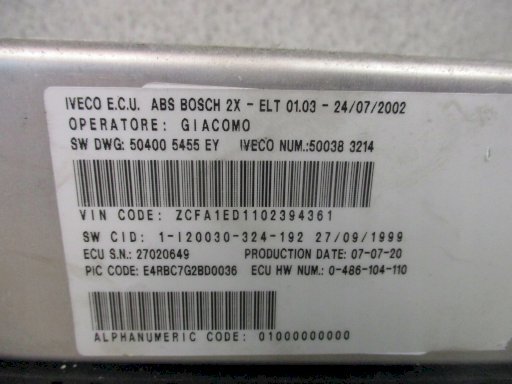 IVECO E.C.U. ABS BOSCH 2X - ELT 01.03 - 24/07/2002
OPERATORE: GIACOMO
SW DWG: 50400 5455 EY IVECO NUM.:50038 3214
VIN CODE: ZCFA1ED1102394361
SW CID: 1-120030-324-192 27/09/1999
ECU S.N.: 27020649 PRODUCTION DATE: 07-07-20
PIC CODE: E4RBC7G2BD0036 ECU HW NUM.: 0-486-104-110
ALPHANUMERIC CODE: 01000000000